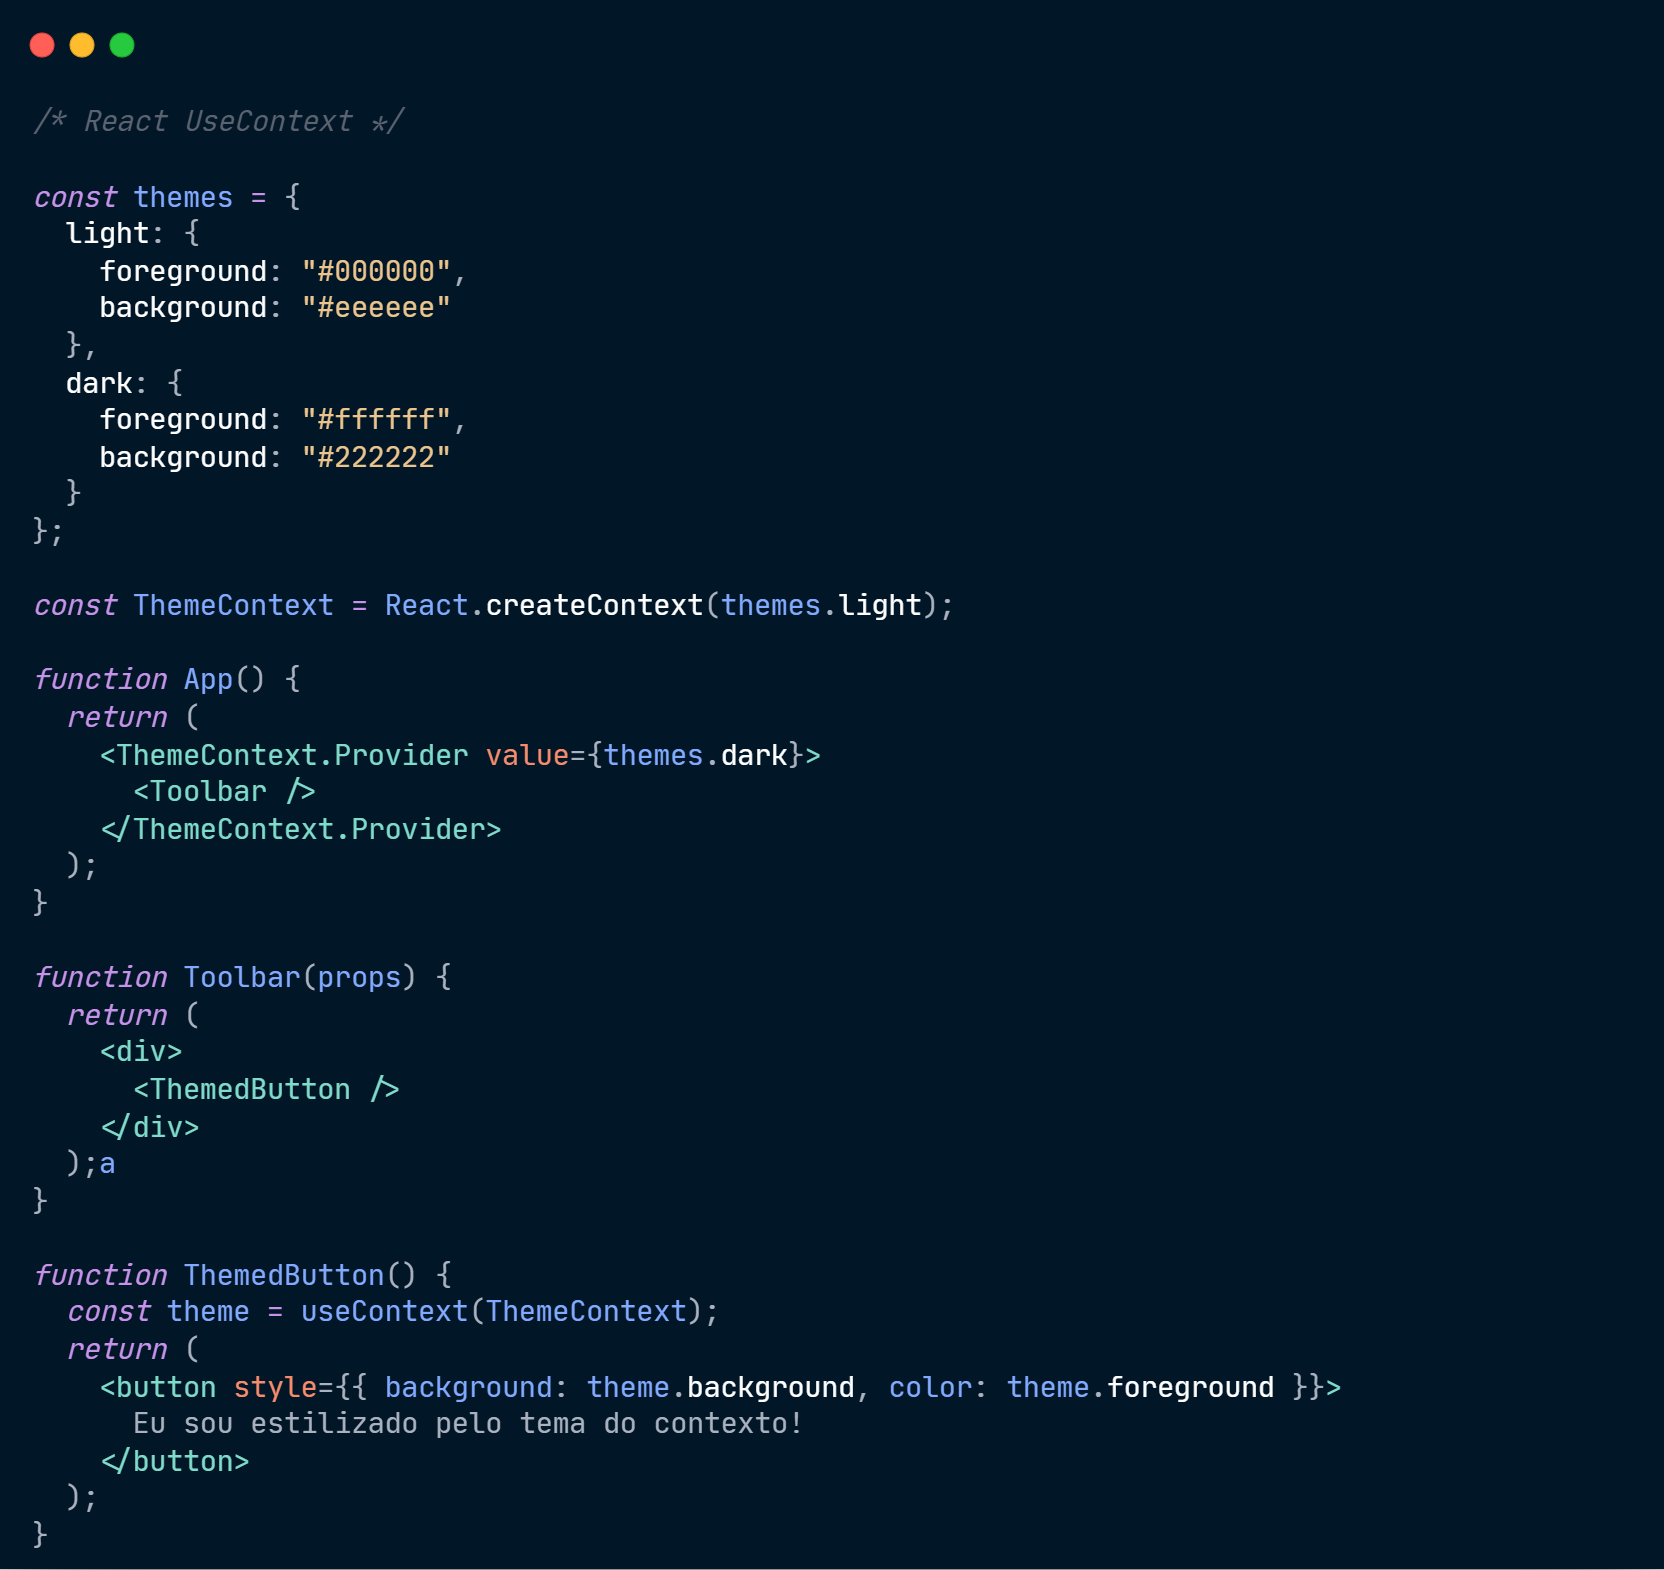 /* React UseContext */

const themes = {
  light: {
    foreground: "#000000",
    background: "#eeeeee"
  },
  dark: {
    foreground: "#ffffff",
    background: "#222222"
  }
};

const ThemeContext = React.createContext(themes.light);

function App() {
  return (
    <ThemeContext.Provider value={themes.dark}>
      <Toolbar />
    </ThemeContext.Provider>
  );
}

function Toolbar(props) {
  return (
    <div>
      <ThemedButton />
    </div>
  );a
}

function ThemedButton() {
  const theme = useContext(ThemeContext);
  return (
    <button style={{ background: theme.background, color: theme.foreground }}>
      Eu sou estilizado pelo tema do contexto!
    </button>
  );
}